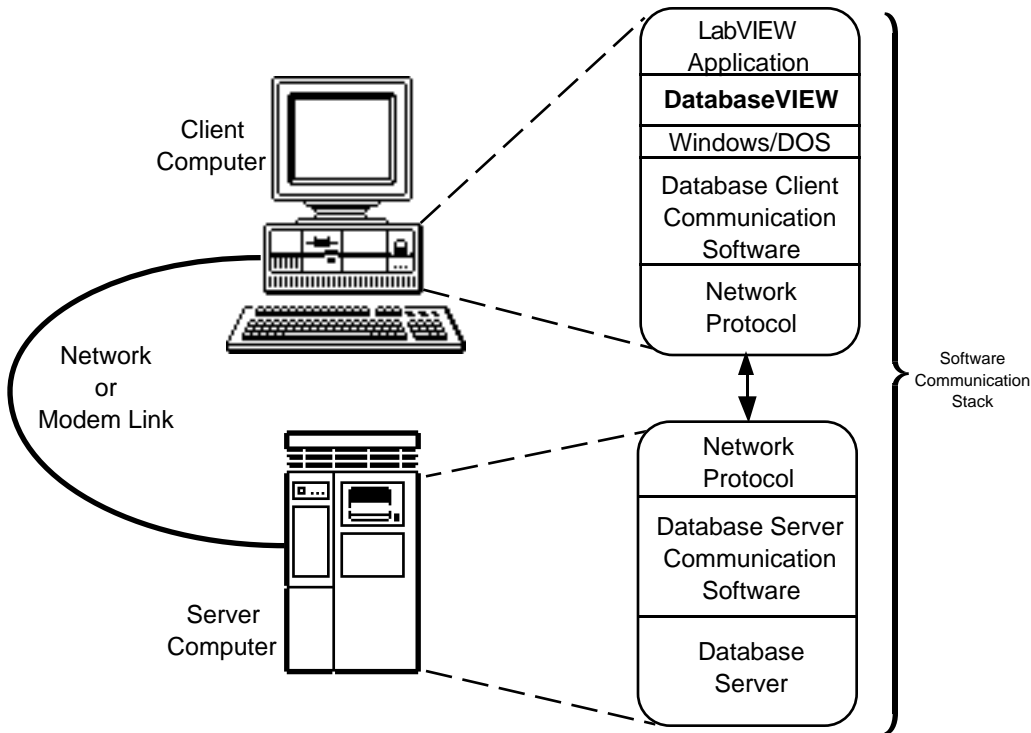 Client
Computer
Network
or
Modem Link
Server
Computer
LabVIEW
Application
DatabaseVIEW
Windows/DOS
Database Client
Communication
Software
Network
Protocol
Network
Protocol
Database Server
Communication
Software
Database
Server
Software
Communication
Stack